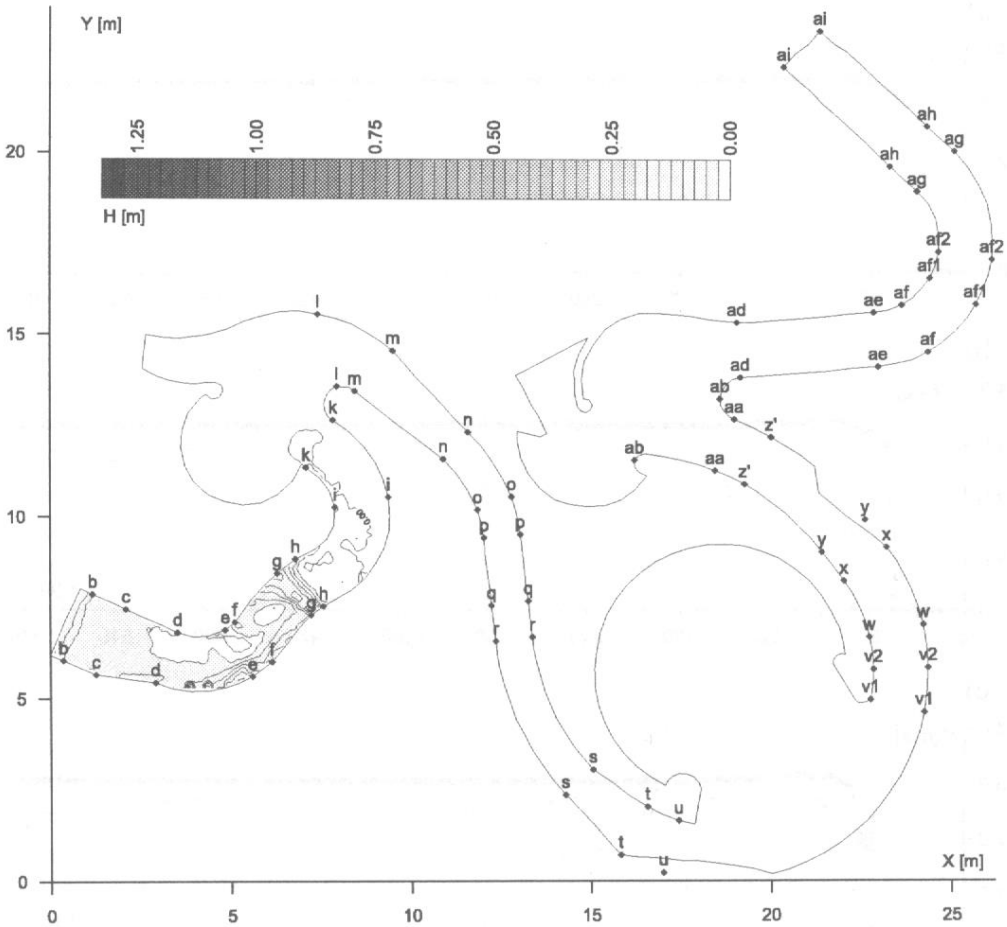 Y [m]
ai
ai
ah
1.25 1.00 0.75 0.50 0.25 0.00
20
ag
ah
ag
H [m]
af2
af2
af1
ae af af1
l
ad
15
m
ae af
l m
ad
k
ab
aa
n
z'
k
n
ab aa
z'
i
i
o
o
10
p
p
y
y
x
h
g
x
b
q
q
c
g h
f
w
d e
r
r
w
b
v2
v2
c d e f
v1
5
v1
s
s
t
u
t
u
X [m]
0
0 5 10 15 20 25